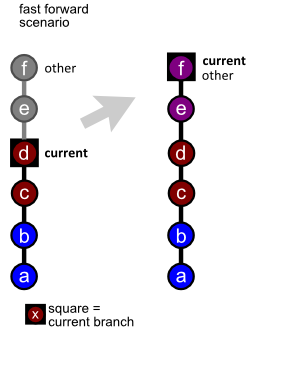 fast forward
scenario
f other
e
d current
c
b
a
f current
other
e
d
c
b
a
x square =
current branch